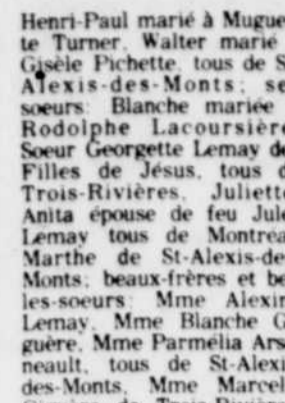 Henri-Paul marié à Mugue
te Turner, Walter marié
Gisèle Pichette, tous de S
Alexis-des-Monts; se
soeurs: Blanche mariée
Rodolphe Lacoursière
Soeur Georgette Lemay de
Filles de Jésus, tous d
Trois-Rivières, Juliette
Anita épouse de feu Jule
Lemay tous de Montréa
Marthe de St-Alexis-de
Monts; beaux-frères et be
les-soeurs: Mme Alexin
Lemay, Mme Blanche G
guère, Mme Parmélia Ars
neault, tous de St-Alexi
des-Monts, Mme Marcel
de Trois-Rivière